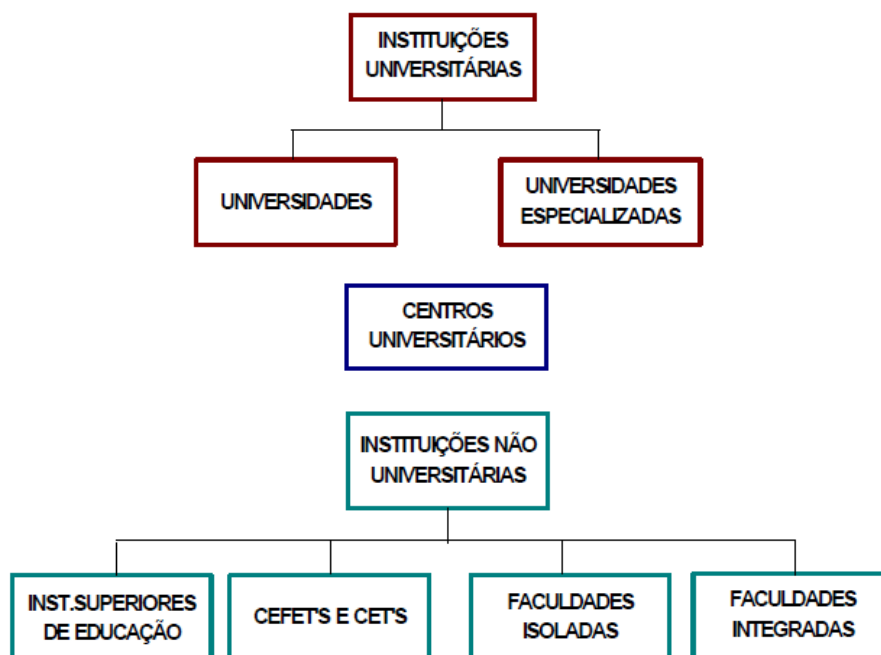 INSTITUIÇÕES
UNIVERSITÁRIAS
UNIVERSIDADES
UNIVERSIDADES
ESPECIALIZADAS
CENTROS
UNIVERSITÁRIOS
INSTITUIÇÕES NÃO
UNIVERSITÁRIAS
INST.SUPERIORES
DE EDUCAÇÃO
CEFET'S E CET'S
FACULDADES
ISOLADAS
FACULDADES
INTEGRADAS